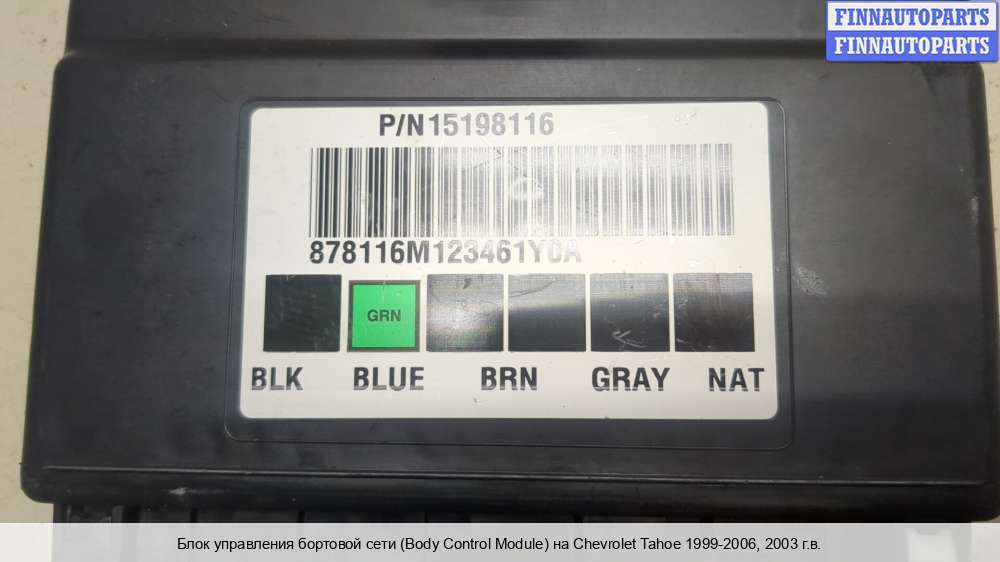 FINNAUTOPARTS
FINNAUTOPARTS
P/N15198116
878116M123461Y0A
GRN
BLK BLUE BRN GRAY NAT
Блок управления бортовой сети (Body Control Module) на Chevrolet Tahoe 1999-2006, 2003 г.в.